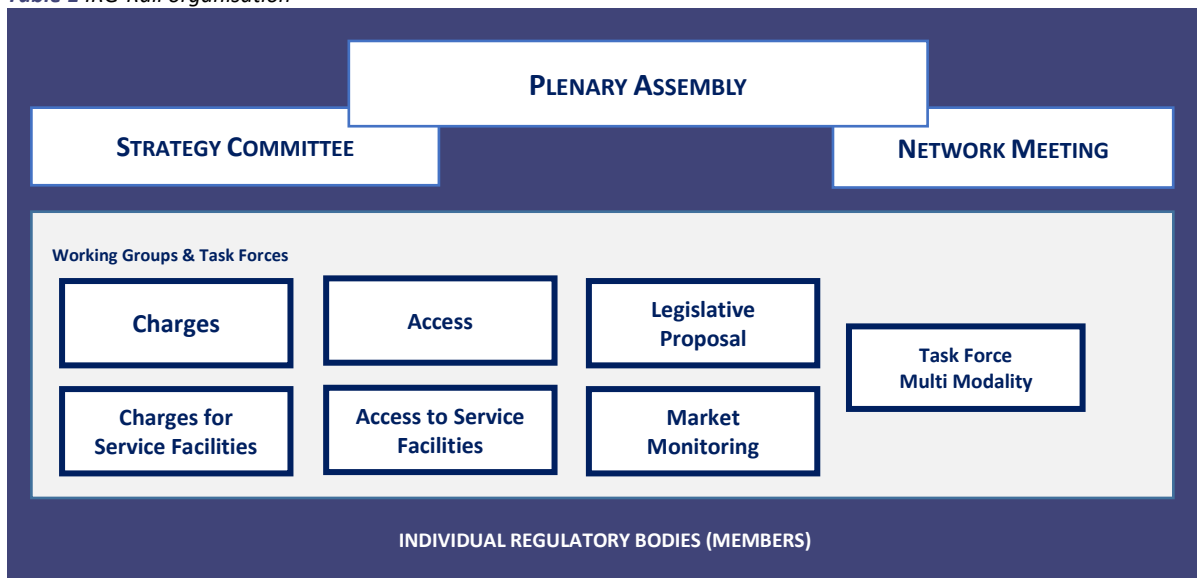 Table 1 IRG-Rail organisation
PLENARY ASSEMBLY
STRATEGY COMMITTEE
NETWORK MEETING
Working Groups & Task Forces
Charges
Access
Legislative
Proposal
Task Force
Multi Modality
Charges for
Service Facilities
Access to Service
Facilities
Market
Monitoring
INDIVIDUAL REGULATORY BODIES (MEMBERS)